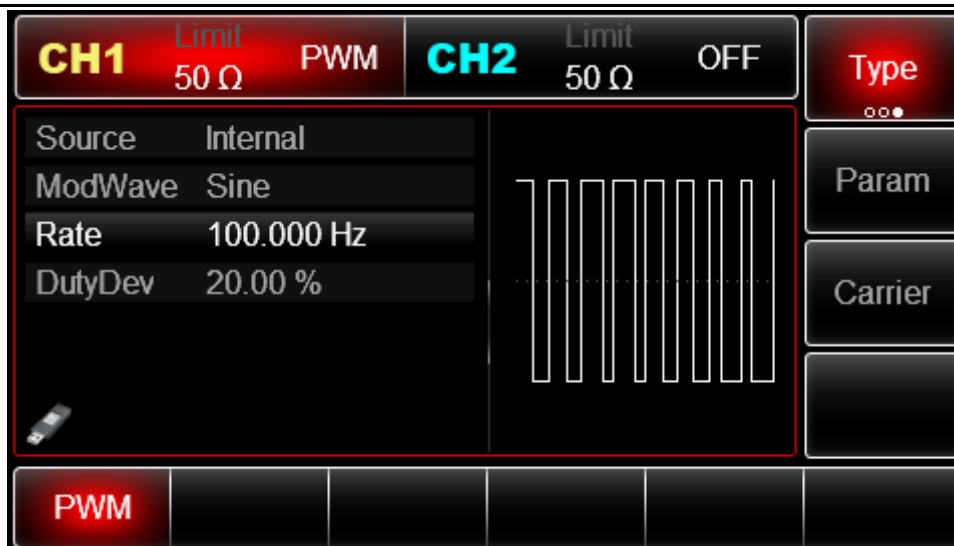 CH1 Limit 50 Ω PWM
CH2 Limit 50 Ω OFF
Type
Source Internal
ModWave Sine
Rate 100.000 Hz
DutyDev 20.00 %
Param
Carrier
PWM